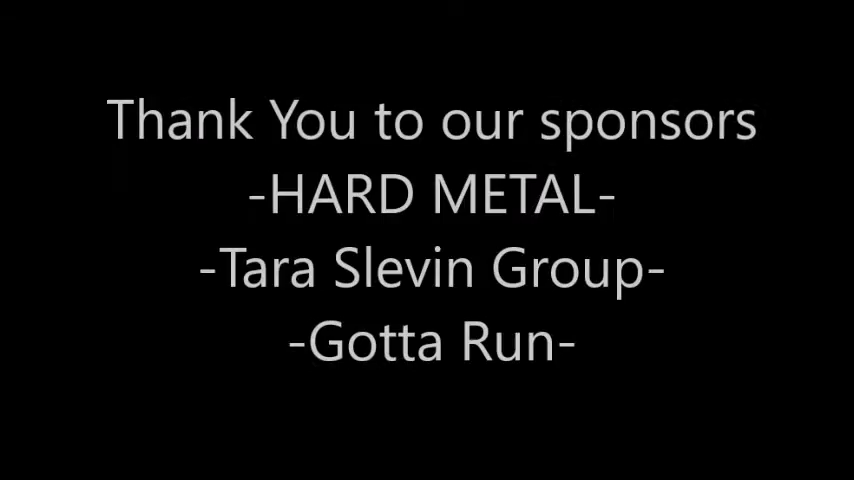 Thank You to our sponsors
-HARD METAL-
-Tara Slevin Group-
-Gotta Run-